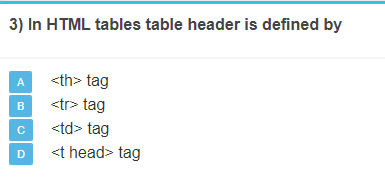 3) In HTML tables table header is defined by
A <th> tag
B <tr> tag
C <td> tag
D <t head> tag